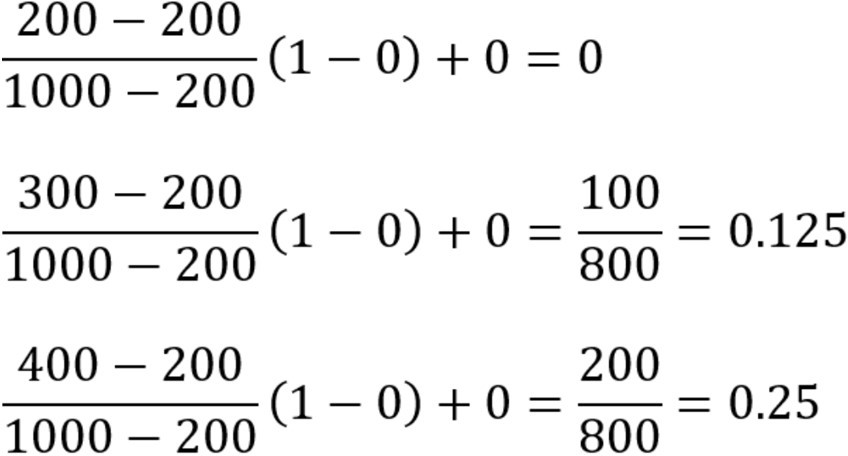 200 − 200
1000 − 200 (1 − 0) + 0 = 0
300 − 200
1000 − 200 (1 − 0) + 0 = 100
800 = 0.125
400 − 200
1000 − 200 (1 − 0) + 0 = 200
800 = 0.25